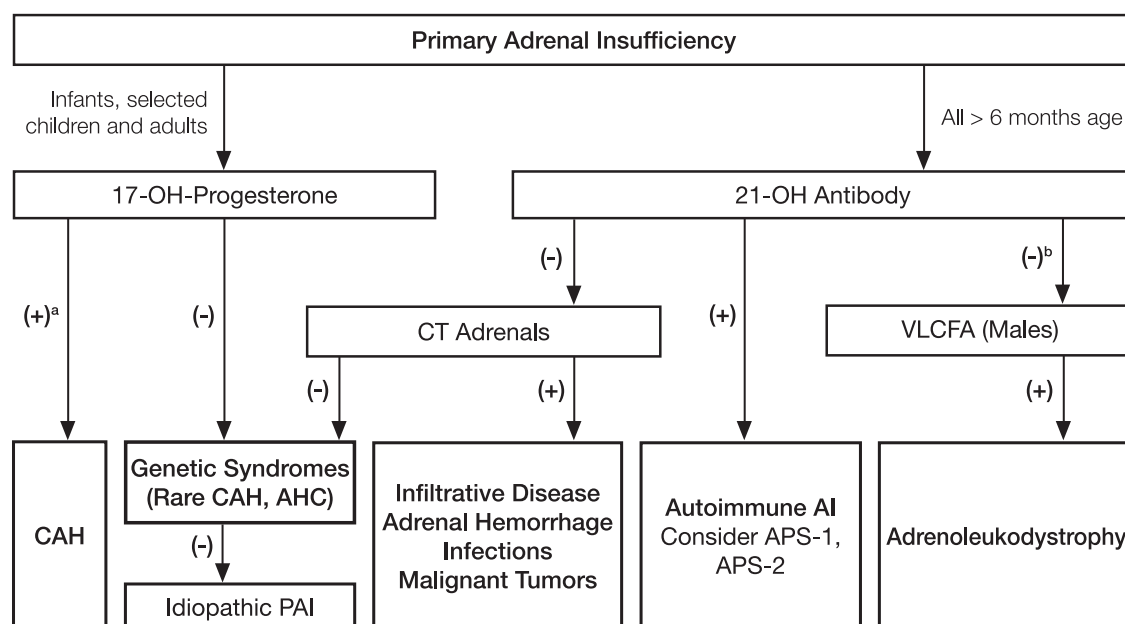 Primary Adrenal Insufficiency
Infants, selected
children and adults
All > 6 months age
17-OH-Progesterone
21-OH Antibody
(-)
(-)ᵇ
(+)ᵃ
(-)
CT Adrenals
(+)
VLCFA (Males)
(-)
(+)
(+)
CAH
Genetic Syndromes
(Rare CAH, AHC)
(-)
Idiopathic PAI
Infiltrative Disease
Adrenal Hemorrhage
Infections
Malignant Tumors
Autoimmune AI
Consider APS-1,
APS-2
Adrenoleukodystrophy